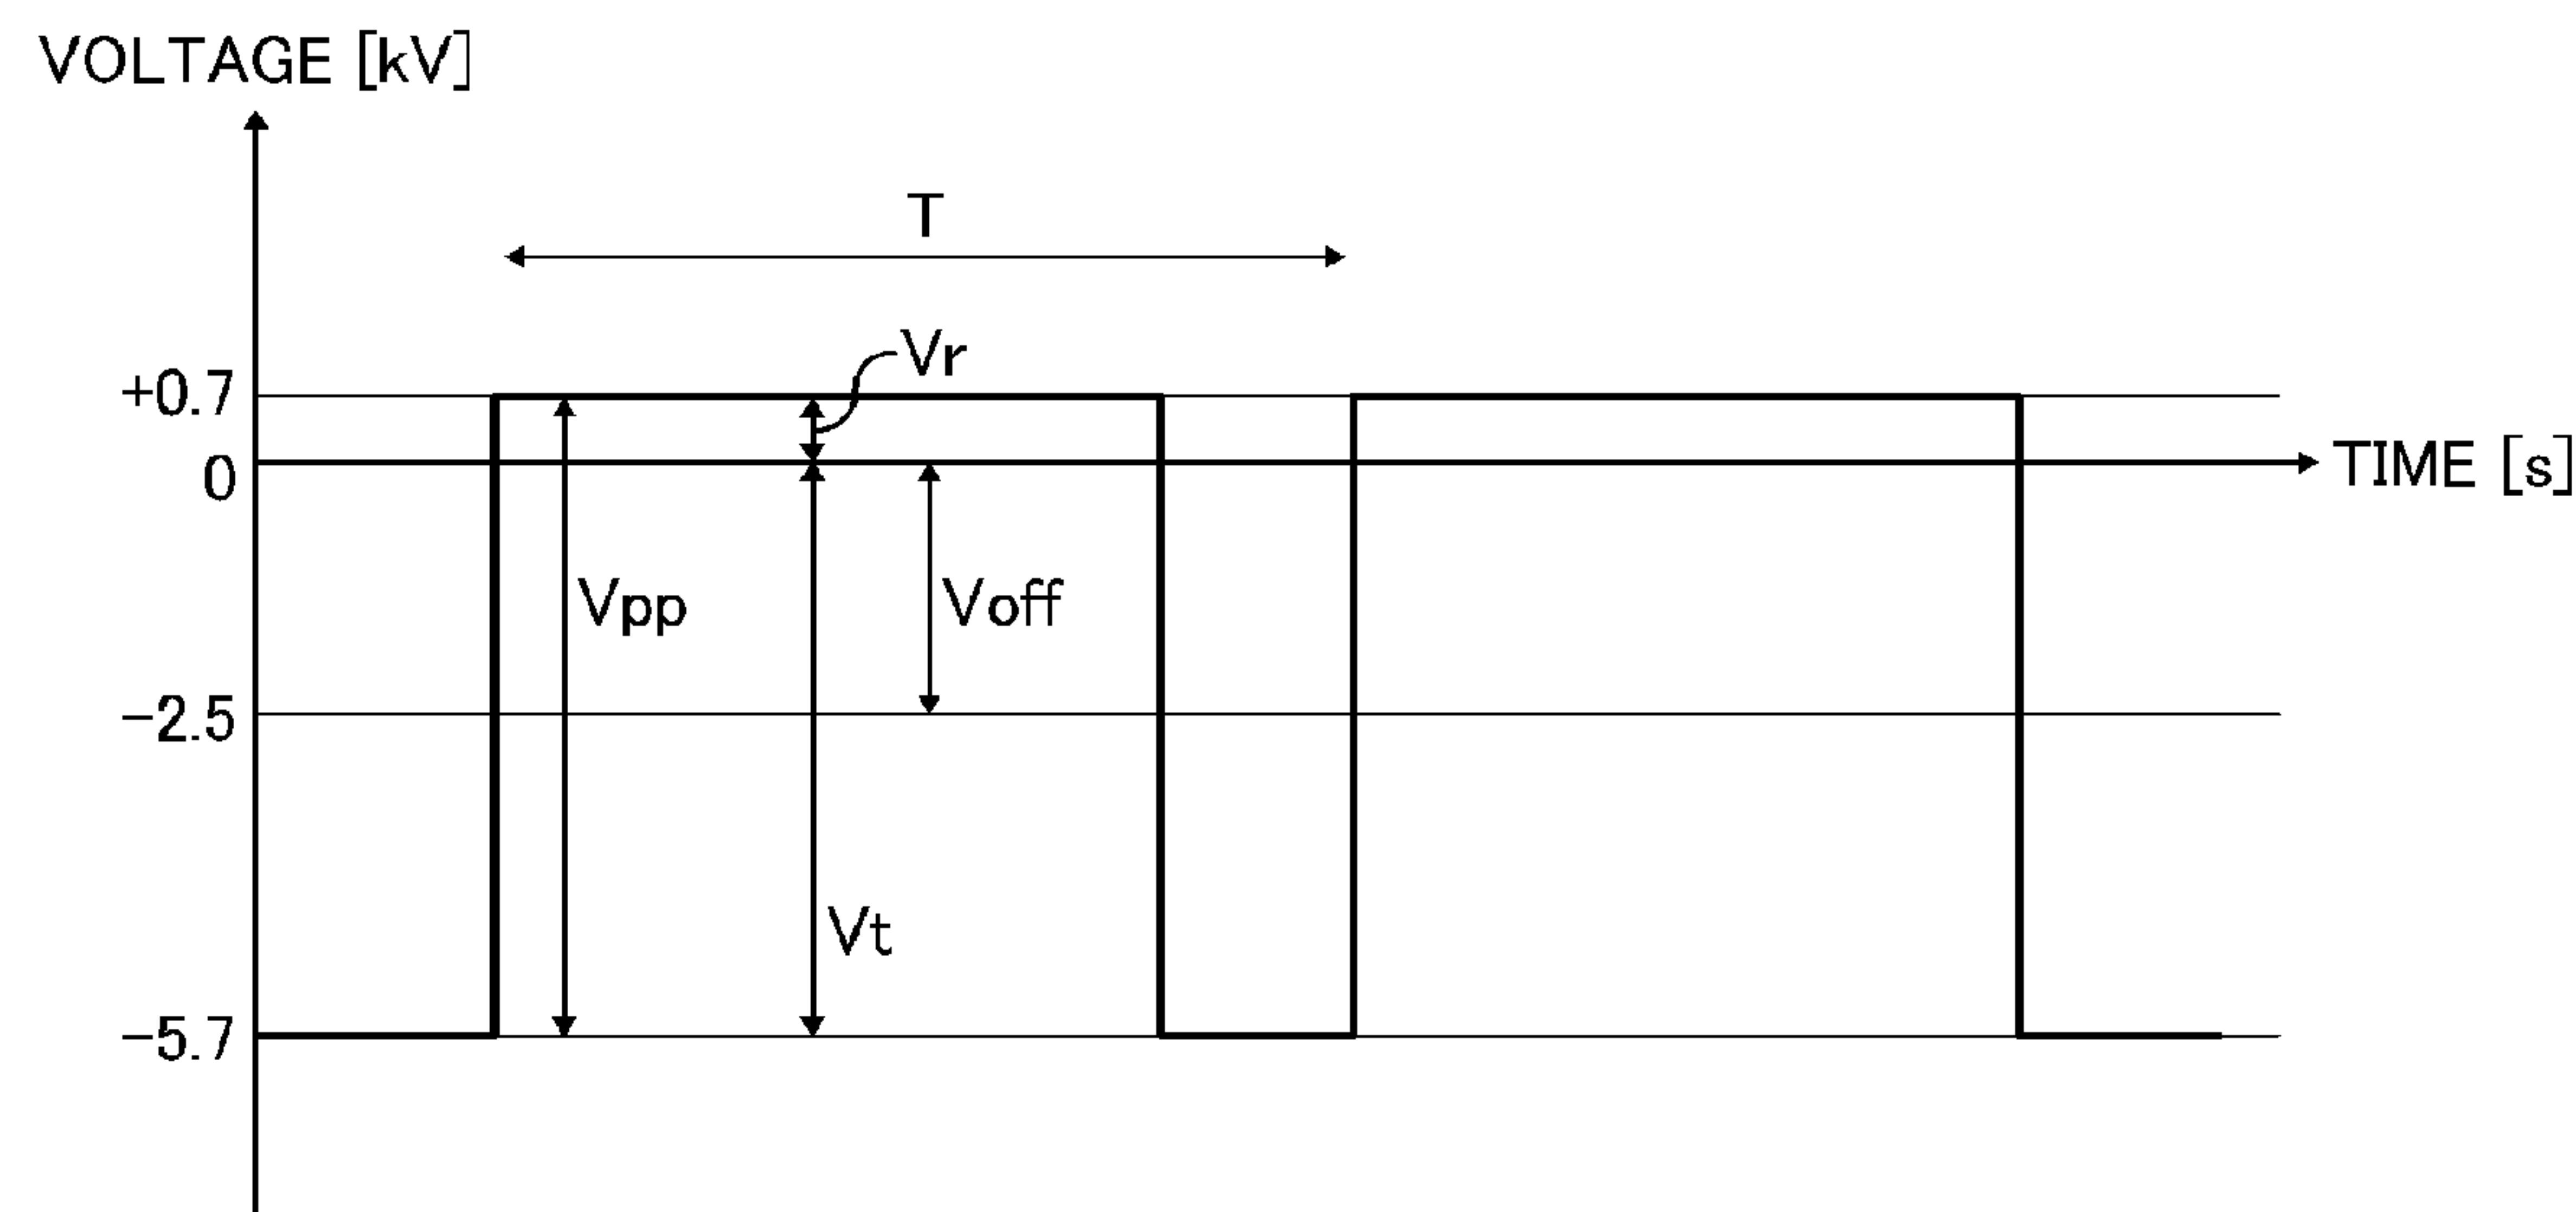 VOLTAGE [kV]
T
Vr
+0.7
0
TIME [s]
Vpp
Voff
−2.5
Vt
−5.7